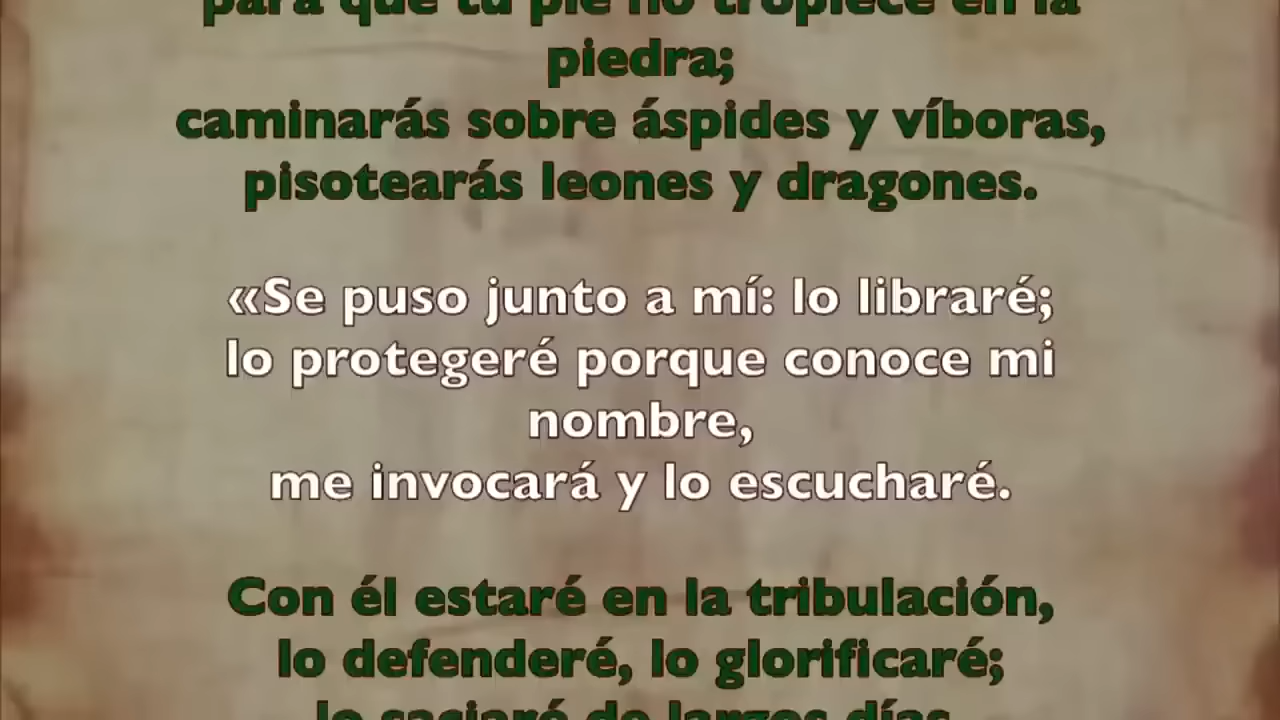 para que tu pie no tropiece en la
piedra;
caminarás sobre áspides y víboras,
pisotearás leones y dragones.
«Se puso junto a mí: lo libraré;
lo protegeré porque conoce mi
nombre,
me invocará y lo escucharé.
Con él estaré en la tribulación,
lo defenderé, lo glorificaré;
lo saciaré de largos días